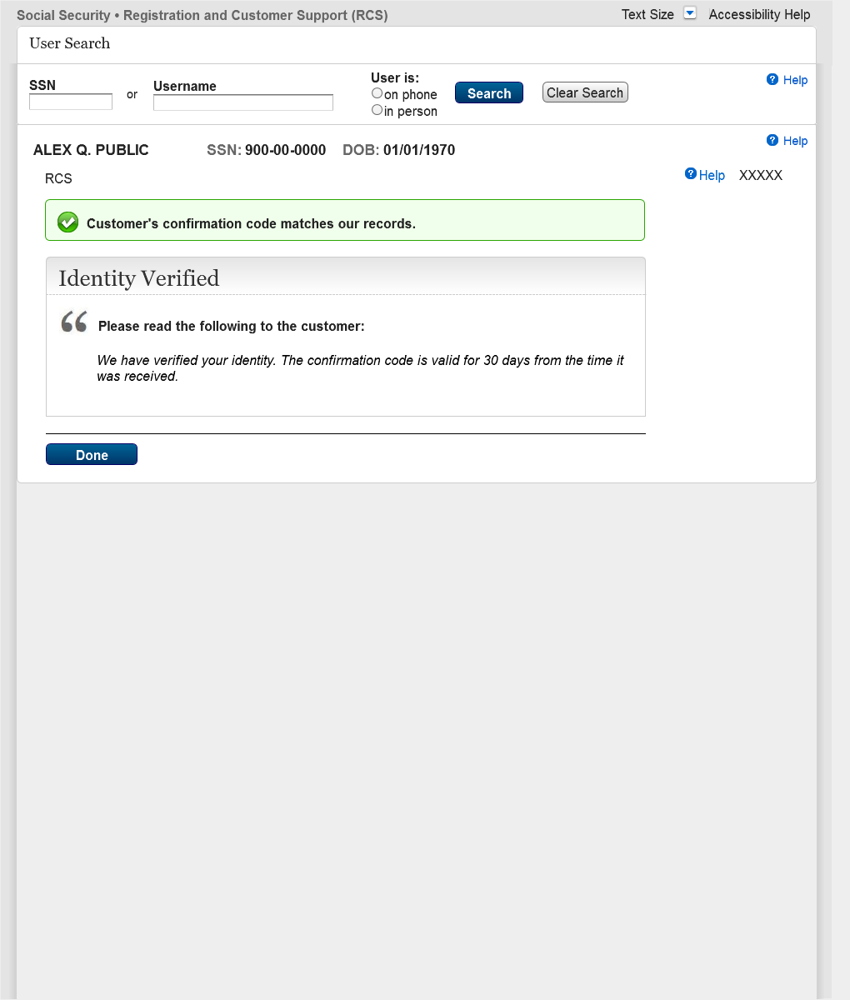 Social Security • Registration and Customer Support (RCS)
Text Size Accessibility Help
User Search
SSN or Username
User is:
on phone
in person
Search
Clear Search
Help
ALEX Q. PUBLIC SSN: 900-00-0000 DOB: 01/01/1970
Help
RCS
Help XXXXX
Customer's confirmation code matches our records.
Identity Verified
Please read the following to the customer:
We have verified your identity. The confirmation code is valid for 30 days from the time it
was received.
Done